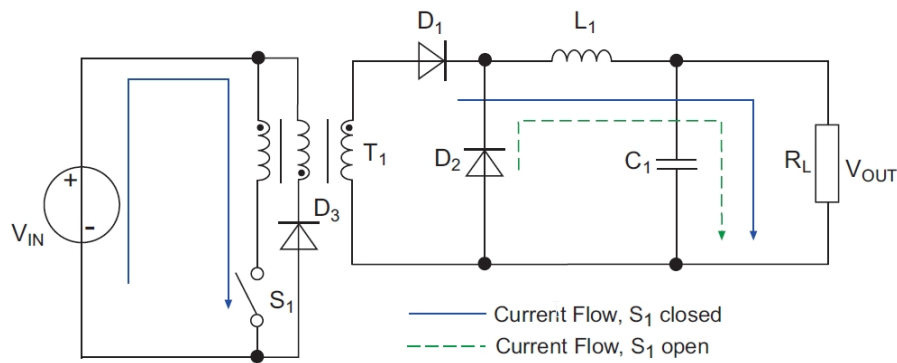 D1
L1
T1
D2
C1
RL
VOUT
+
-
VIN
D3
S1
Current Flow, S1 closed
Current Flow, S1 open